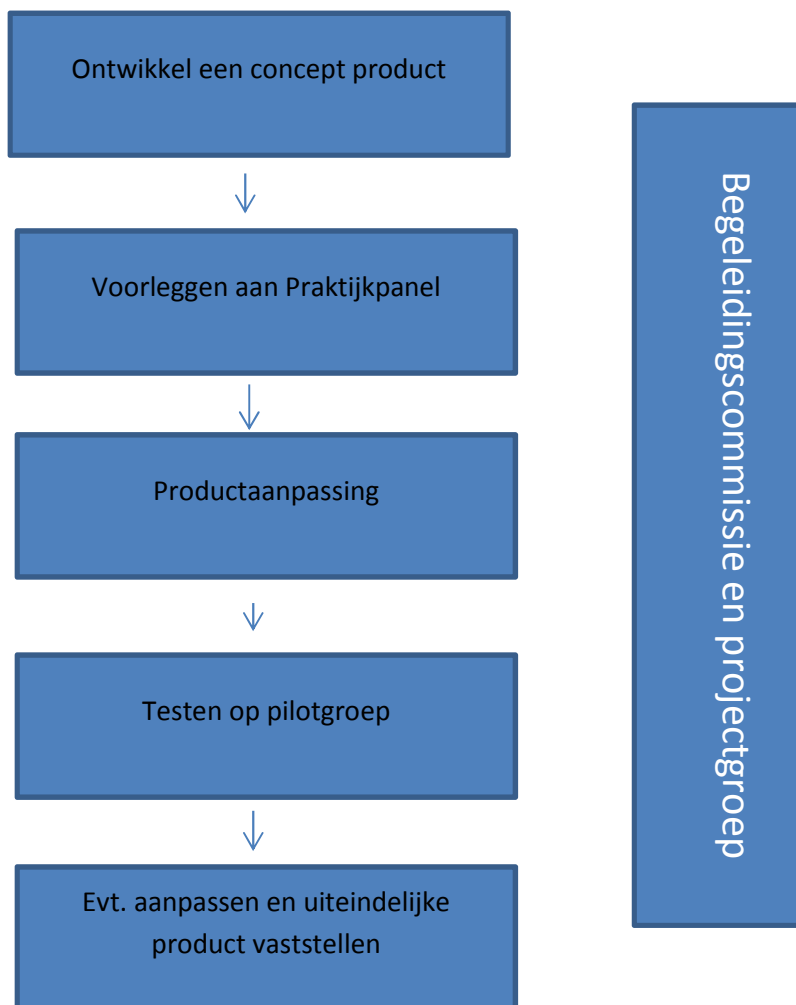 Ontwikkel een concept product
Voorleggen aan Praktijkpanel
Productaanpassing
Testen op pilotgroep
Evt. aanpassen en uiteindelijke
product vaststellen
Begeleidingscommissie en projectgroep